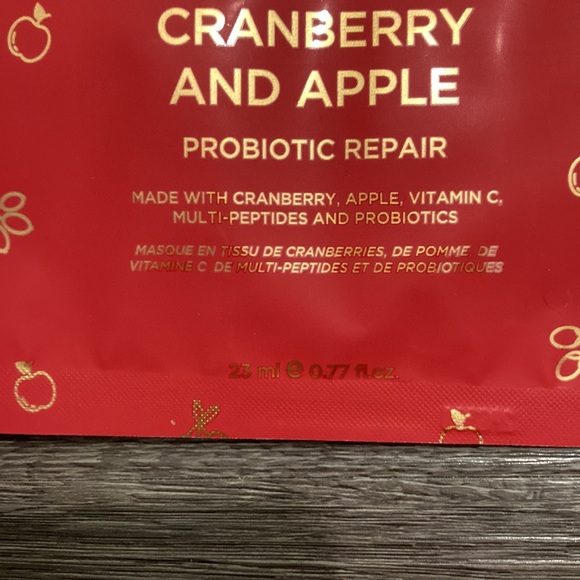 CRANBERRY
AND APPLE
PROBIOTIC REPAIR
MADE WITH CRANBERRY, APPLE, VITAMIN C,
MULTI-PEPTIDES AND PROBIOTICS
MASQUE EN TISSU DE CRANBERRIES, DE POMME DE
VITAMINE C DE MULTI-PEPTIDES ET DE PROBIOTIQUES
23 ml e 0.77 fl.oz.